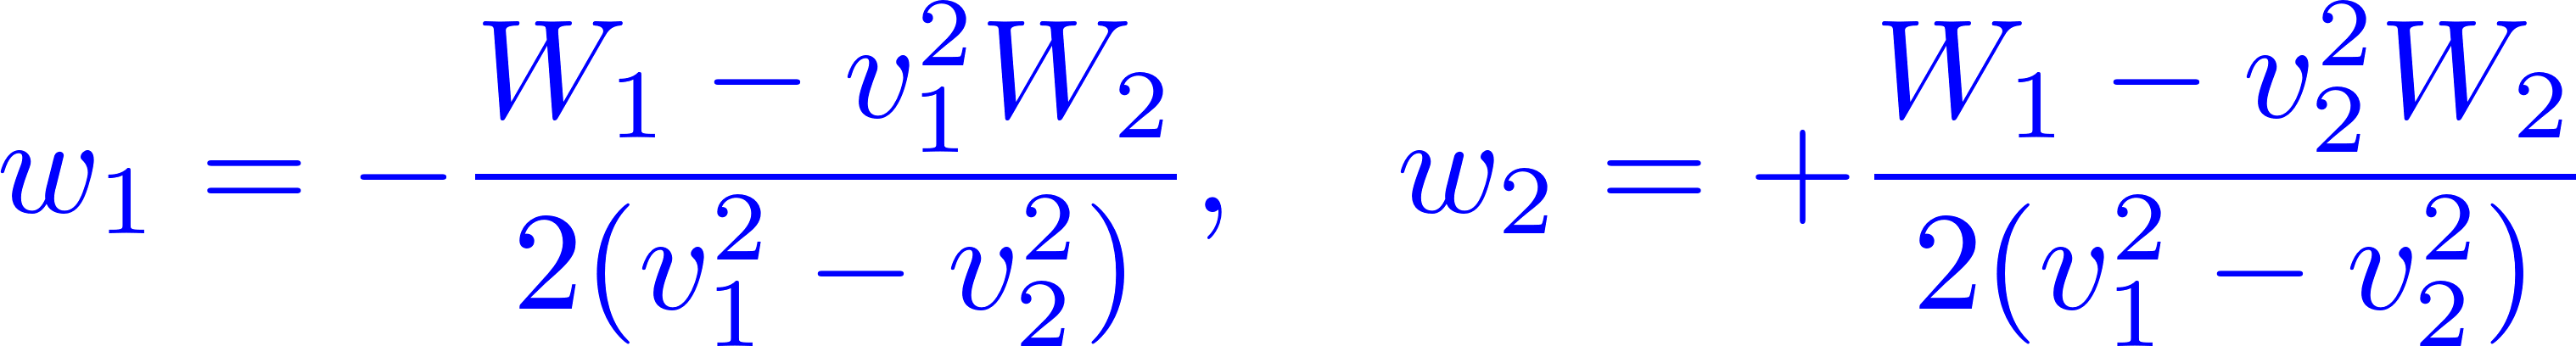 w_1 = -\frac{W_1 - v_1^2 W_2}{2(v_1^2 - v_2^2)}, \quad w_2 = +\frac{W_1 - v_2^2 W_2}{2(v_1^2 - v_2^2)}